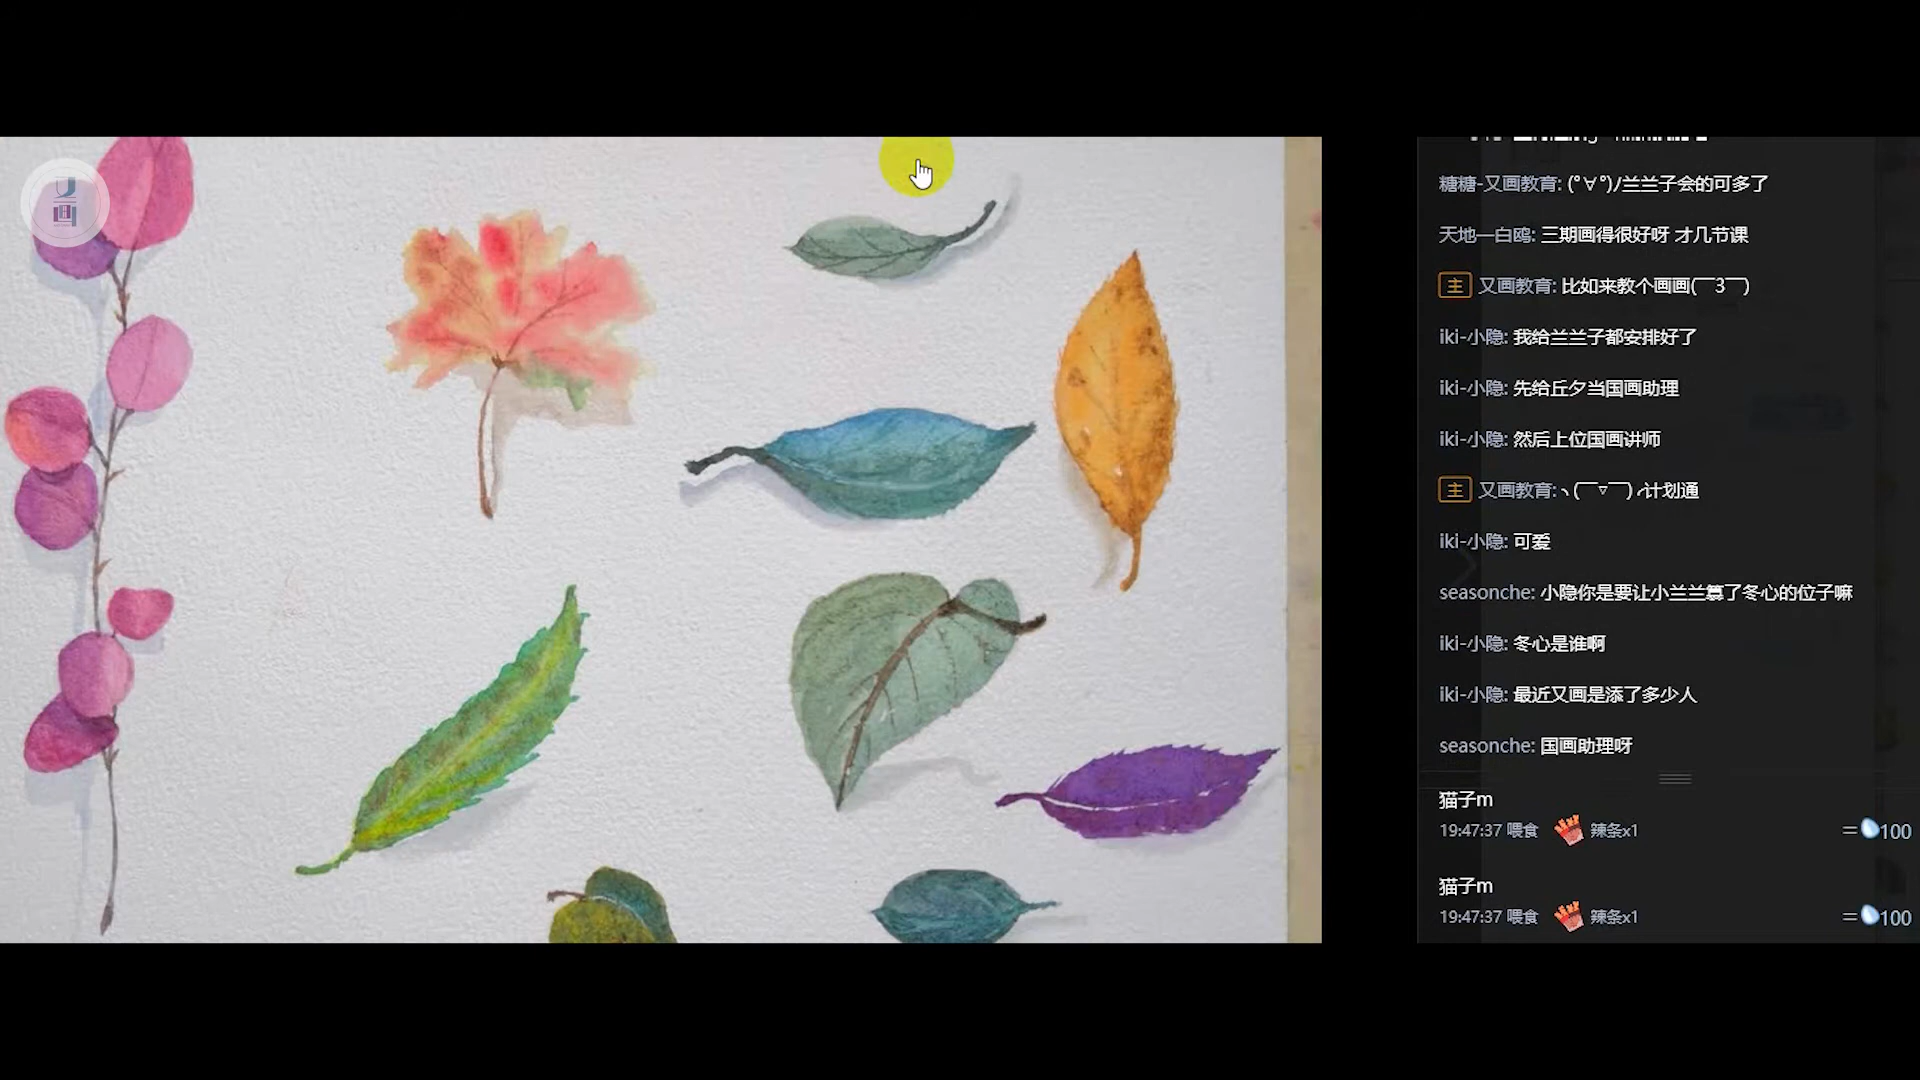 又画
糖糖-又画教育: (°∀°)ﾉ兰兰子会的可多了
天地一白鸥: 三期画得很好呀 才几节课
主 又画教育: 比如来教个画画(￣3￣)
iki-小隐: 我给兰兰子都安排好了
iki-小隐: 先给丘夕当国画助理
iki-小隐: 然后上位国画讲师
主 又画教育: ╮(￣▽￣)╭计划通
iki-小隐: 可爱
seasonche: 小隐你是要让小兰兰篡了冬心的位子嘛
iki-小隐: 冬心是谁啊
iki-小隐: 最近又画是添了多少人
seasonche: 国画助理呀
猫子m
19:47:37 喂食 辣条x1 =100
猫子m
19:47:37 喂食 辣条x1 =100